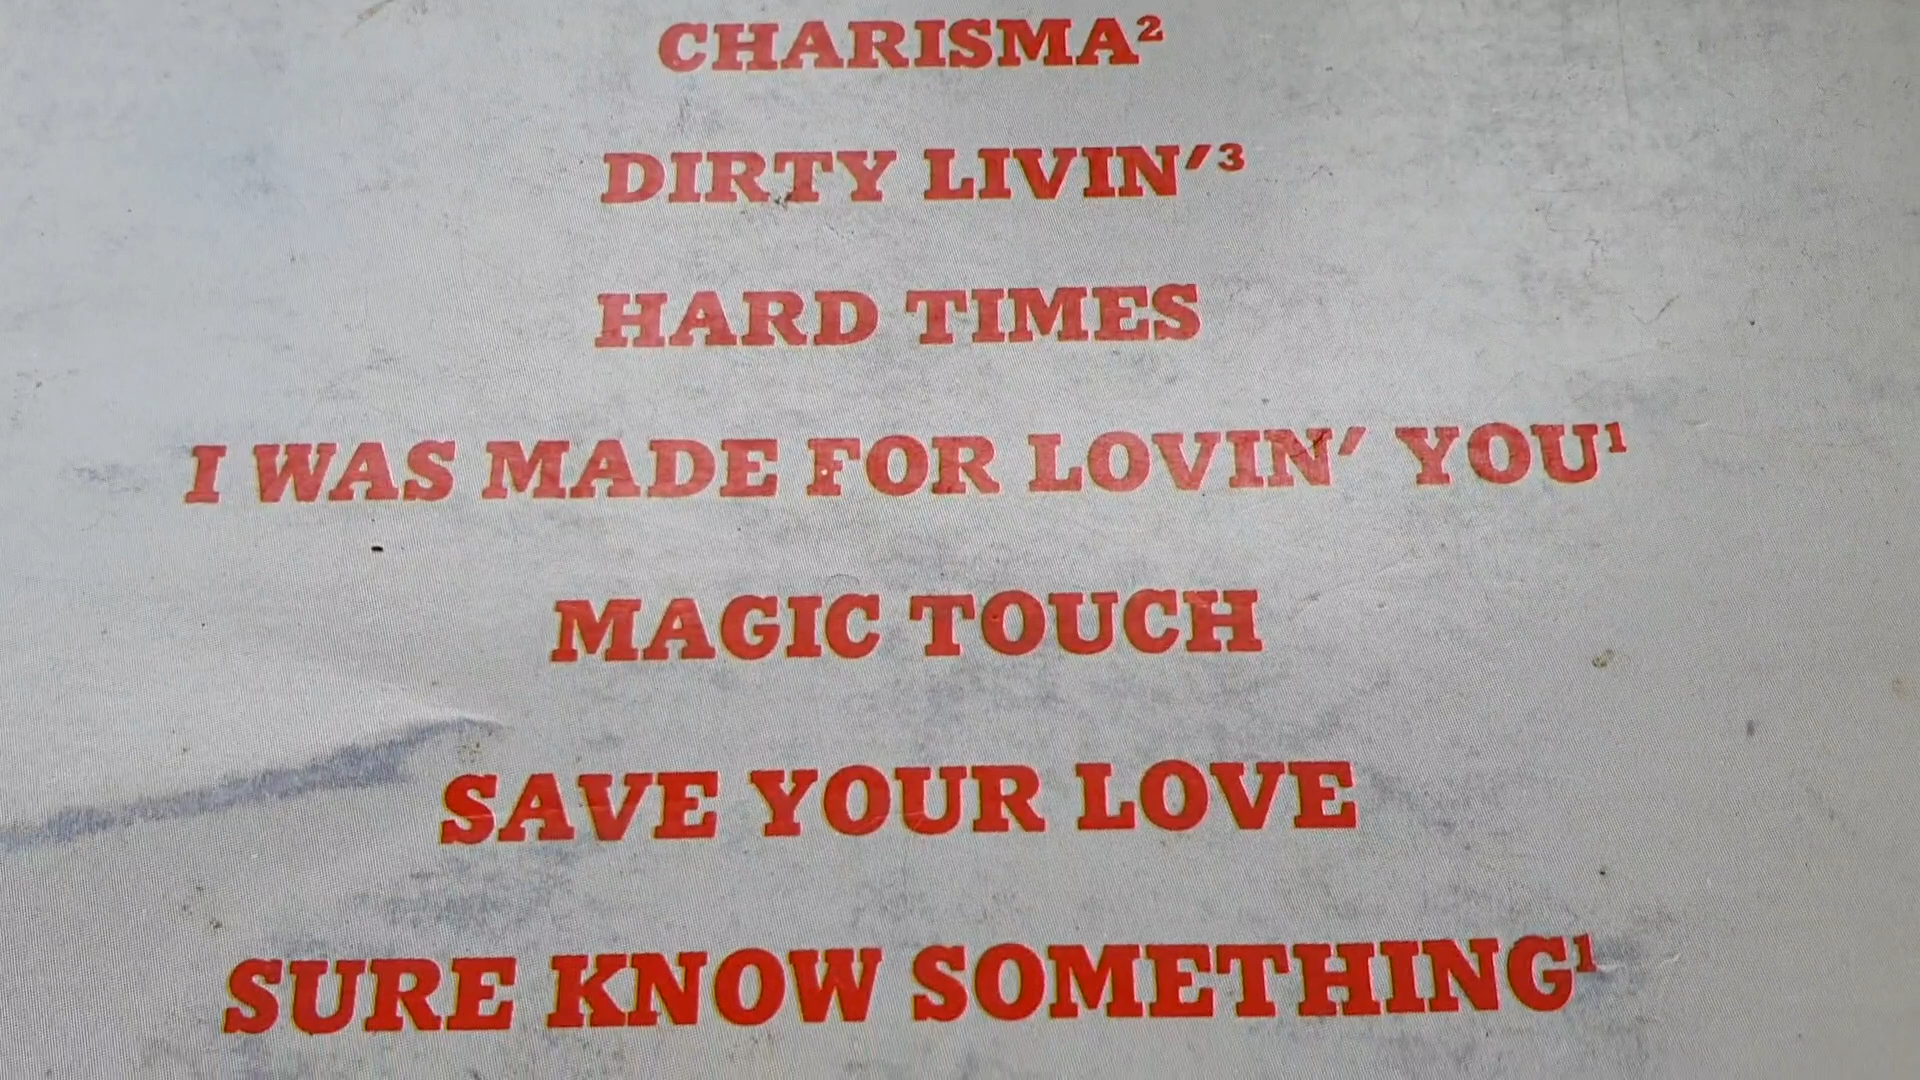 CHARISMA²
DIRTY LIVIN'³
HARD TIMES
I WAS MADE FOR LOVIN' YOU¹
MAGIC TOUCH
SAVE YOUR LOVE
SURE KNOW SOMETHING¹